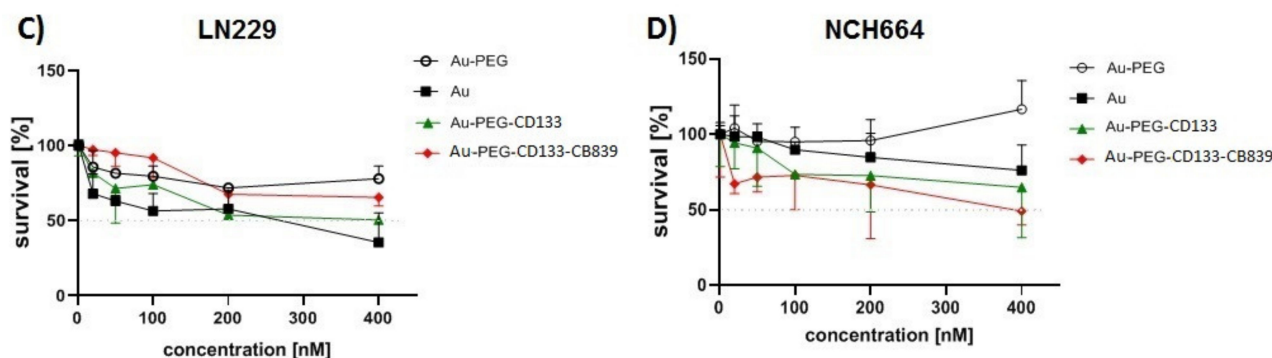 C) LN229
150
100
50
0
survival [%]
0 100 200 300 400
concentration [nM]
Au-PEG
Au
Au-PEG-CD133
Au-PEG-CD133-CB839
D) NCH664
150
100
50
0
survival [%]
0 100 200 300 400
concentration [nM]
Au-PEG
Au
Au-PEG-CD133
Au-PEG-CD133-CB839